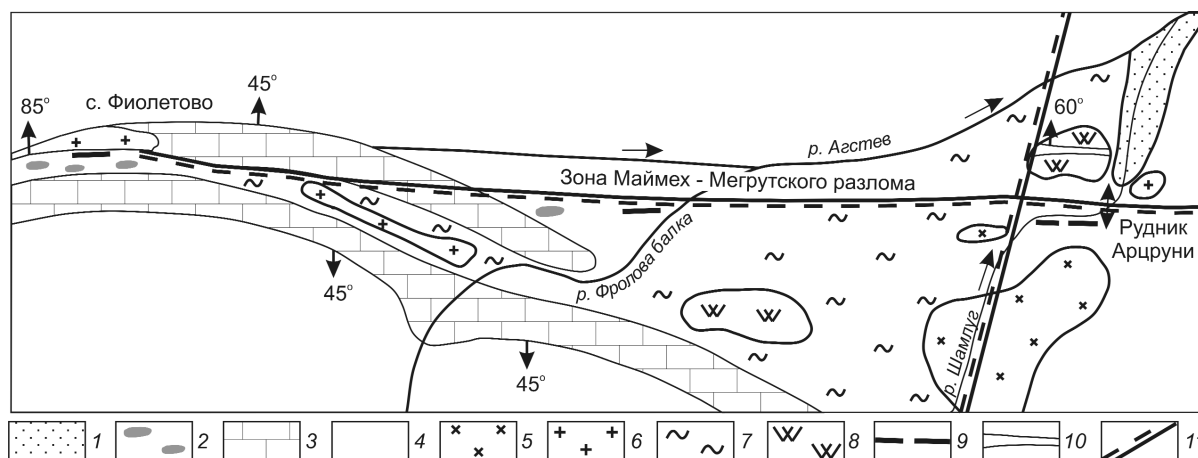 85°
с. Фиолетово
45°
60°
р. Агстев
Зона Маймех - Мегрутского разлома
Рудник
Арцруни
р. Фролова балка
45°
р. Шамлуг
45°
1 2 3 4 5 6 7 8 9 10 11